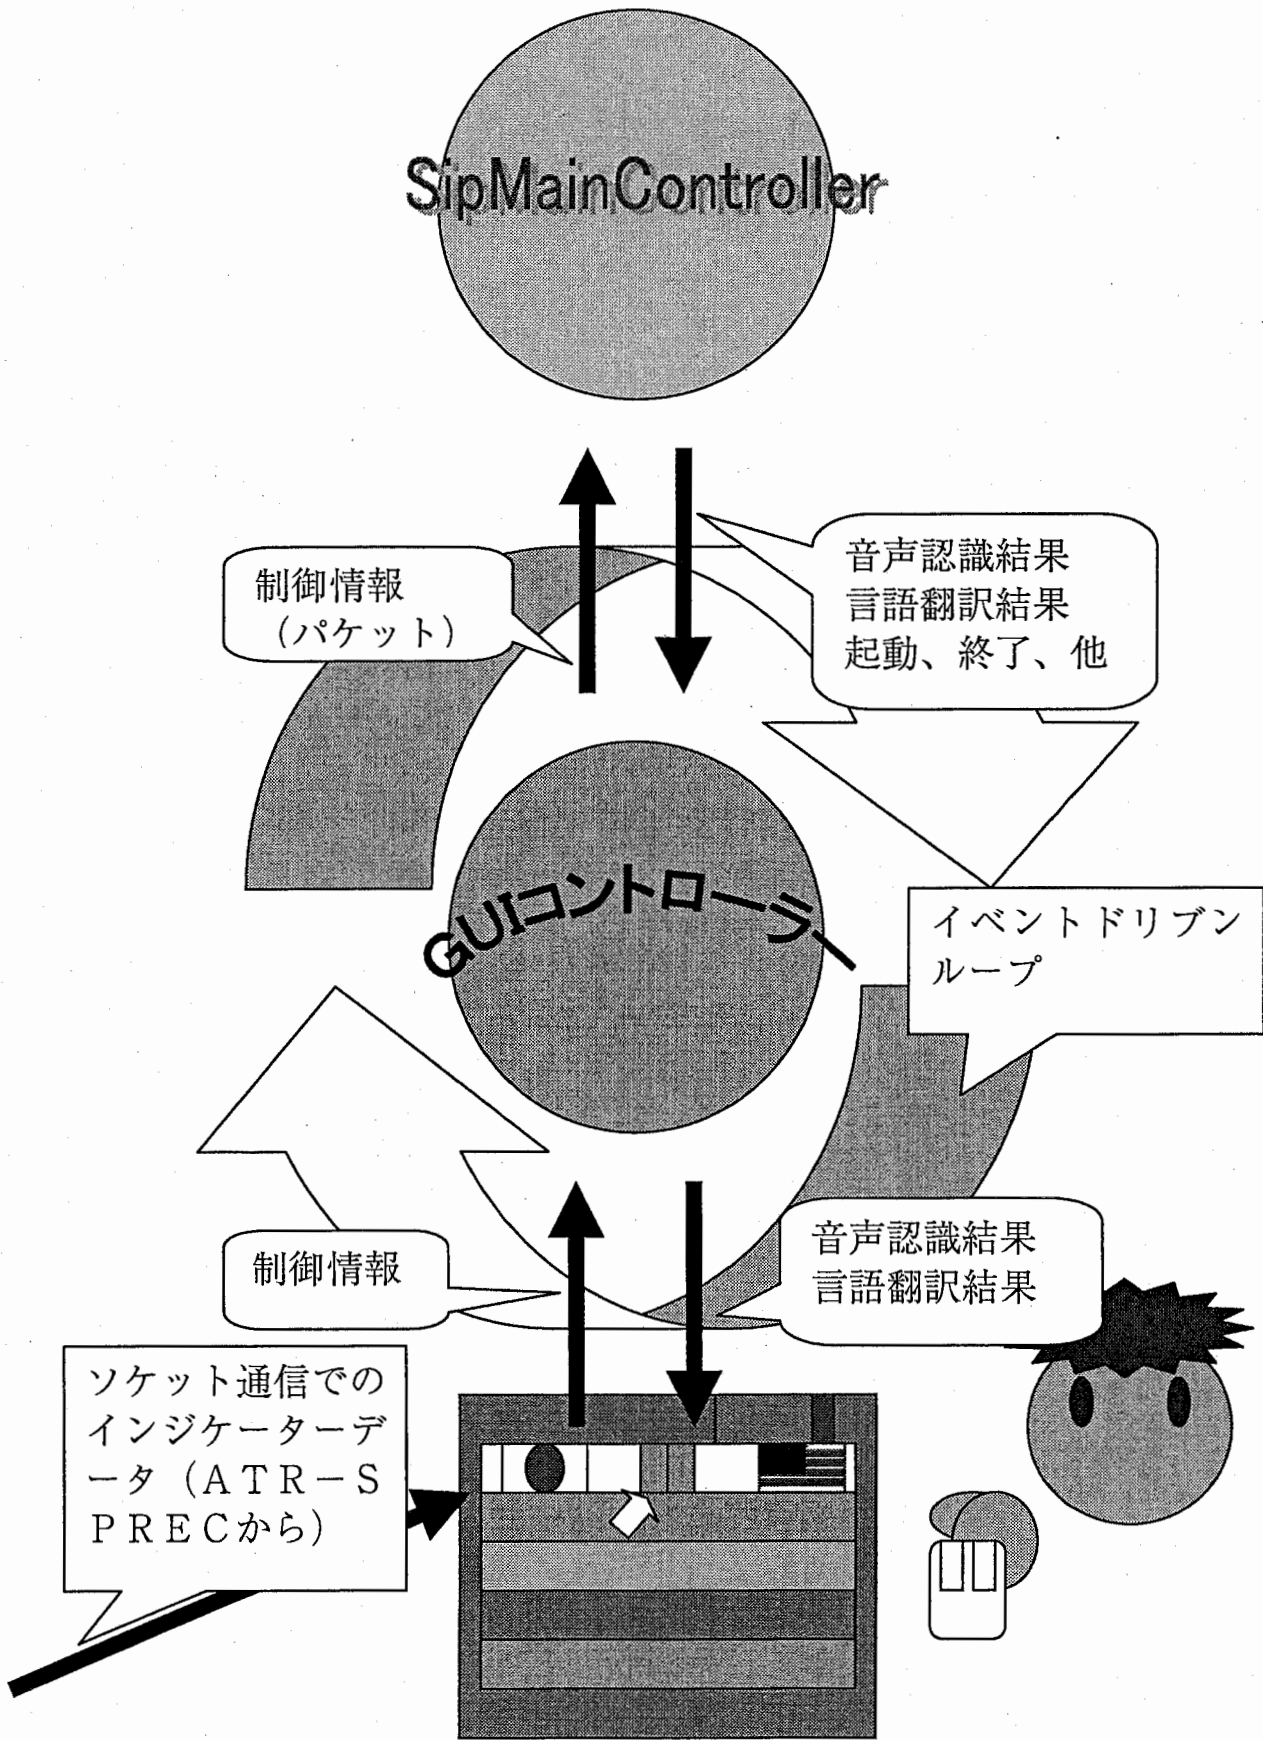 SipMainController
制御情報
（パケット）
音声認識結果
言語翻訳結果
起動、終了、他
GUIコントローラー
イベントドリブン
ループ
制御情報
音声認識結果
言語翻訳結果
ソケット通信での
インジケーターデ
ータ（ＡＴＲ－Ｓ
ＰＲＥＣから）